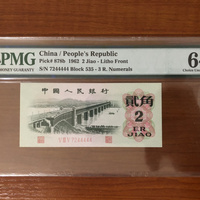 PMG
China / People's Republic
Pick# 878b 1962 2 Jiao - Litho Front
S/N 7244444 Block 535 - 3 R. Numerals
64
中国人民银行
贰角
2
ER JIAO